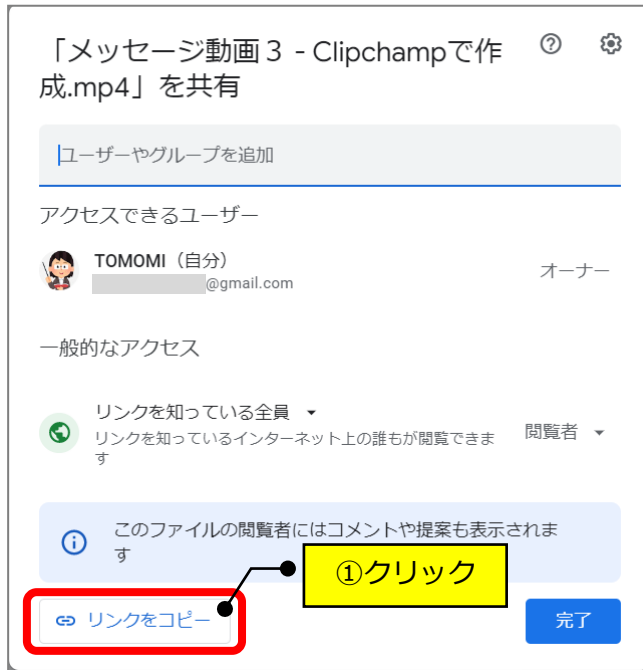 「メッセージ動画３ - Clipchampで作
成.mp4」を共有
ユーザーやグループを追加
アクセスできるユーザー
TOMOMI（自分）
@gmail.com
オーナー
一般的なアクセス
リンクを知っている全員
リンクを知っているインターネット上の誰もが閲覧できま
す
閲覧者
このファイルの閲覧者にはコメントや提案も表示されま
す
①クリック
リンクをコピー
完了